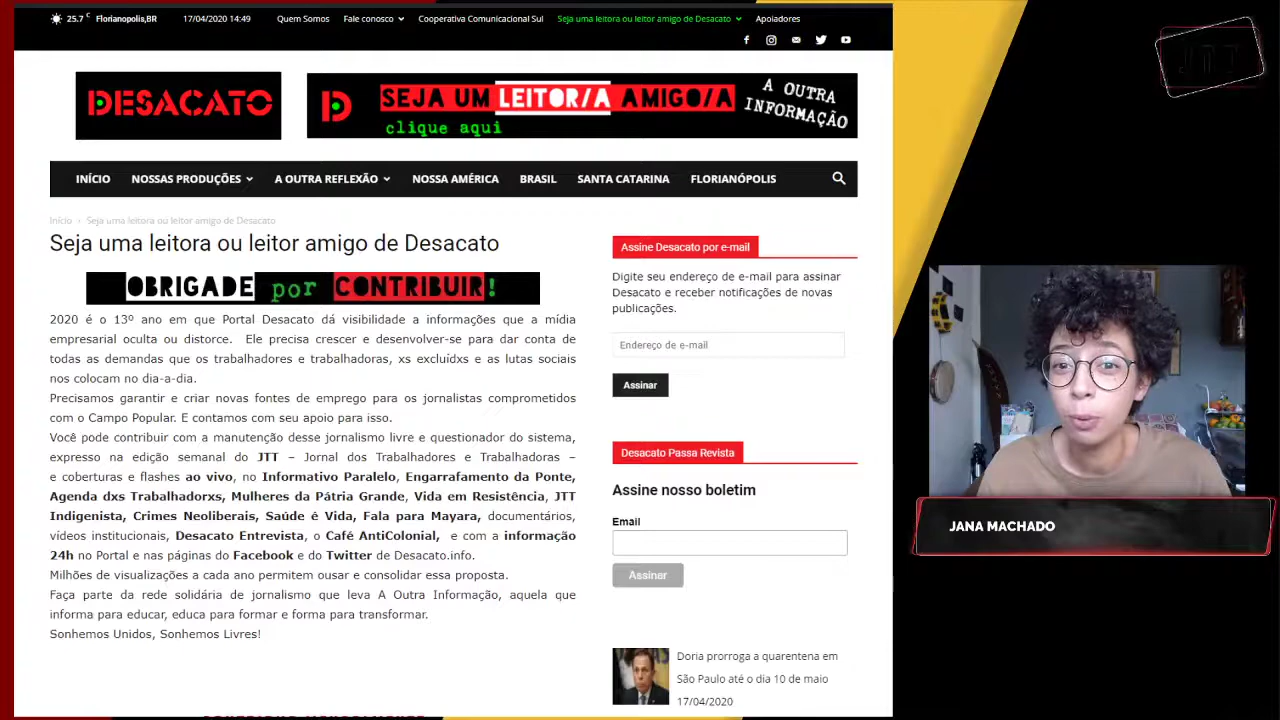 25.7 C Florianopolis,BR 17/04/2020 14:49 Quem Somos Fale conosco Cooperativa Comunicacional Sul Seja uma leitora ou leitor amigo de Desacato Apoiadores
JTT
DESACATO
D SEJA UM LEITOR/A AMIGO/A
clique aqui
A OUTRA
INFORMAÇÃO
INÍCIO NOSSAS PRODUÇÕES A OUTRA REFLEXÃO NOSSA AMÉRICA BRASIL SANTA CATARINA FLORIANÓPOLIS
Início › Seja uma leitora ou leitor amigo de Desacato
Seja uma leitora ou leitor amigo de Desacato
OBRIGADE por CONTRIBUIR!
2020 é o 13º ano em que Portal Desacato dá visibilidade a informações que a mídia
empresarial oculta ou distorce. Ele precisa crescer e desenvolver-se para dar conta de
todas as demandas que os trabalhadores e trabalhadoras, xs excluídxs e as lutas sociais
nos colocam no dia-a-dia.
Precisamos garantir e criar novas fontes de emprego para os jornalistas comprometidos
com o Campo Popular. E contamos com seu apoio para isso.
Você pode contribuir com a manutenção desse jornalismo livre e questionador do sistema,
expresso na edição semanal do JTT – Jornal dos Trabalhadores e Trabalhadoras –
e coberturas e flashes ao vivo, no Informativo Paralelo, Engarrafamento da Ponte,
Agenda dxs Trabalhadorxs, Mulheres da Pátria Grande, Vida em Resistência, JTT
Indigenista, Crimes Neoliberais, Saúde é Vida, Fala para Mayara, documentários,
vídeos institucionais, Desacato Entrevista, o Café AntiColonial, e com a informação
24h no Portal e nas páginas do Facebook e do Twitter de Desacato.info.
Milhões de visualizações a cada ano permitem ousar e consolidar essa proposta.
Faça parte da rede solidária de jornalismo que leva A Outra Informação, aquela que
informa para educar, educa para formar e forma para transformar.
Sonhemos Unidos, Sonhemos Livres!
Assine Desacato por e-mail
Digite seu endereço de e-mail para assinar
Desacato e receber notificações de novas
publicações.
Endereço de e-mail
Assinar
Desacato Passa Revista
Assine nosso boletim
Email
Assinar
Doria prorroga a quarentena em
São Paulo até o dia 10 de maio
17/04/2020
JANA MACHADO